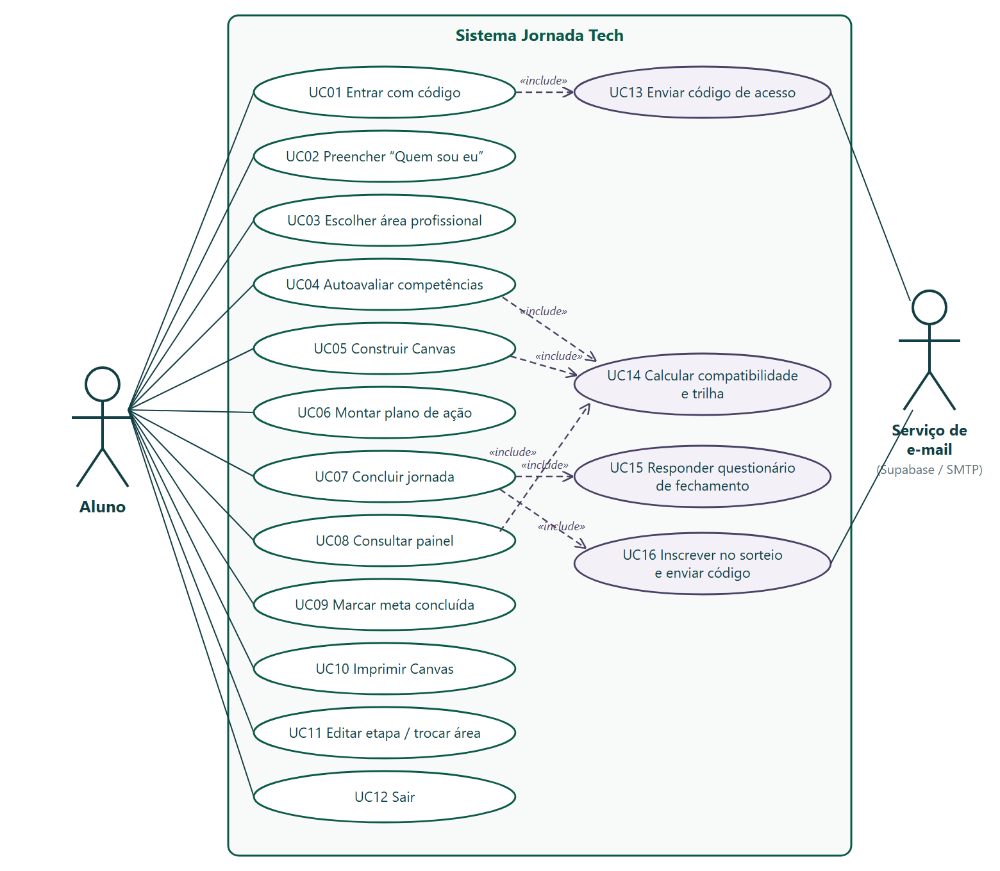 Sistema Jornada Tech
UC01 Entrar com código
«include»
UC13 Enviar código de acesso
UC02 Preencher “Quem sou eu”
UC03 Escolher área profissional
UC04 Autoavaliar competências
«include»
UC05 Construir Canvas
«include»
UC14 Calcular compatibilidade
e trilha
UC06 Montar plano de ação
«include»
«include»
UC07 Concluir jornada
UC15 Responder questionário
de fechamento
UC08 Consultar painel
«include»
UC16 Inscrever no sorteio
e enviar código
UC09 Marcar meta concluída
UC10 Imprimir Canvas
UC11 Editar etapa / trocar área
UC12 Sair
Aluno
Serviço de
e-mail
(Supabase / SMTP)